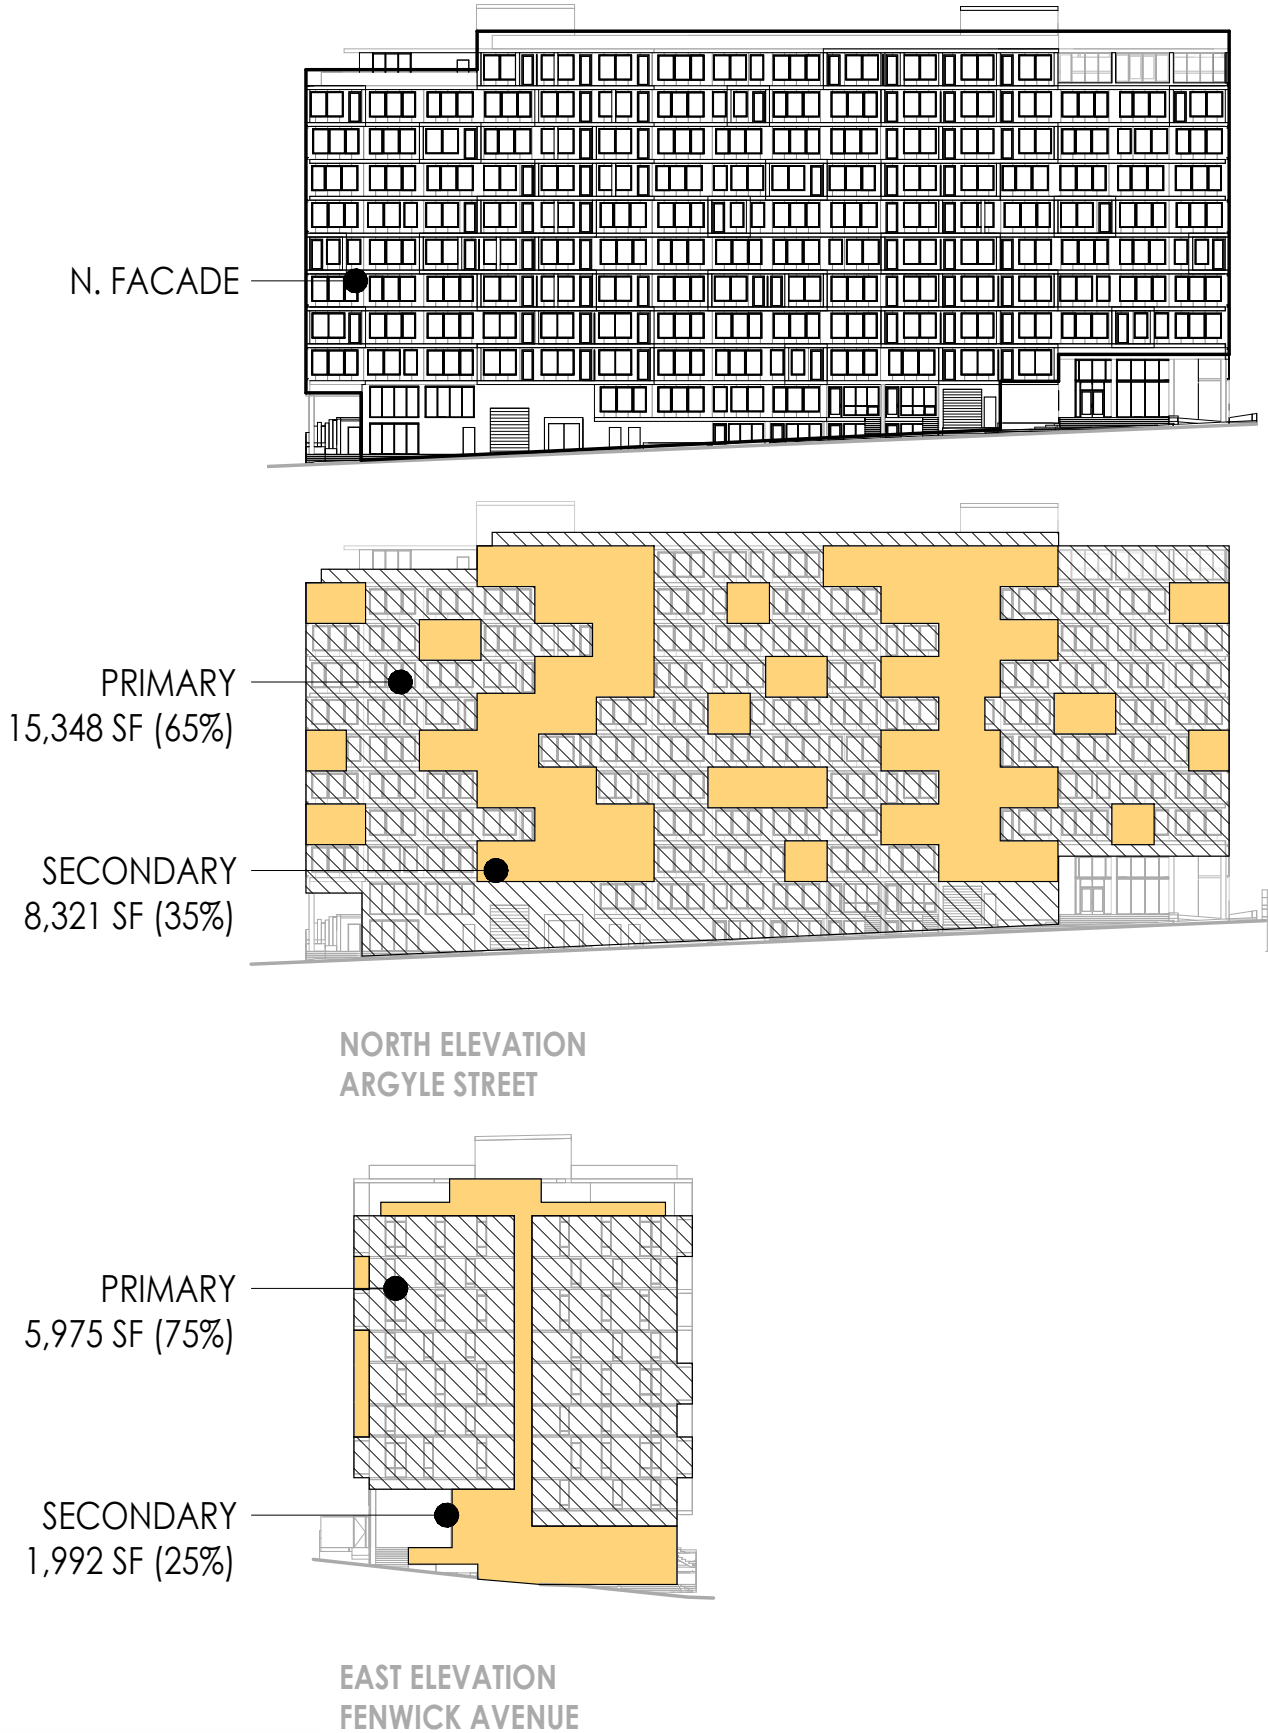 N. FACADE
PRIMARY
15,348 SF (65%)
SECONDARY
8,321 SF (35%)
NORTH ELEVATION
ARGYLE STREET
PRIMARY
5,975 SF (75%)
SECONDARY
1,992 SF (25%)
EAST ELEVATION
FENWICK AVENUE